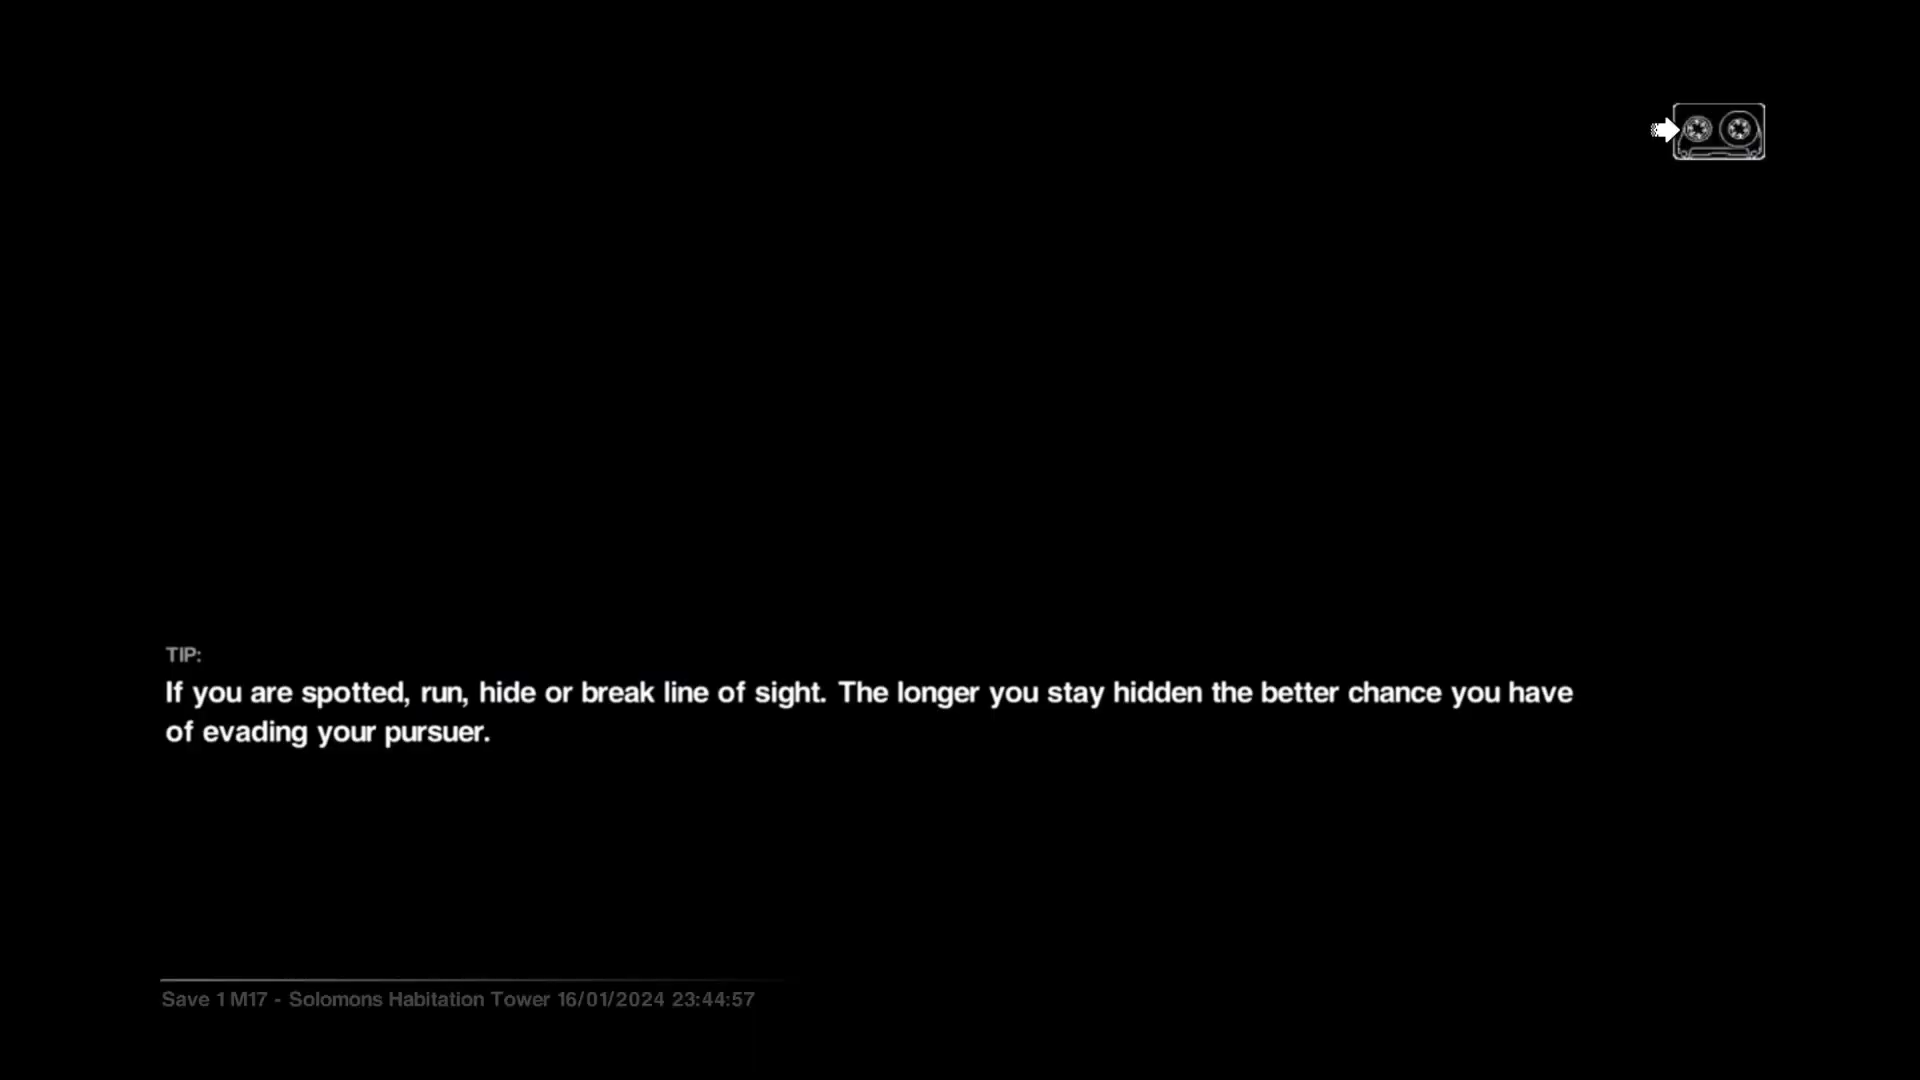 TIP:
If you are spotted, run, hide or break line of sight. The longer you stay hidden the better chance you have
of evading your pursuer.
Save 1 M17 - Solomons Habitation Tower 16/01/2024 23:44:57